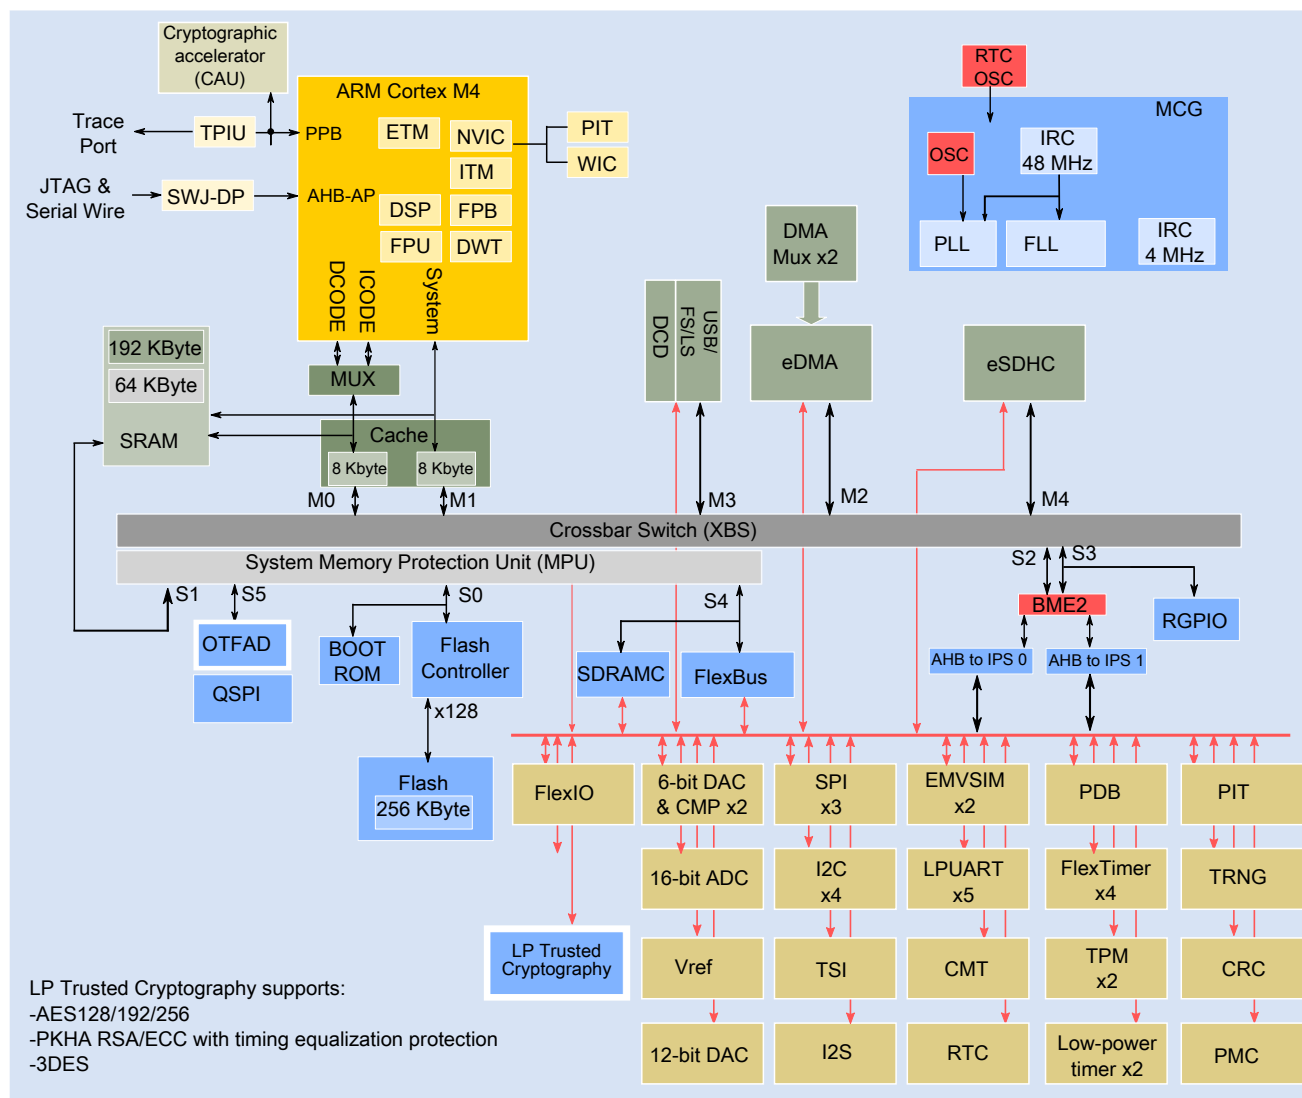 Cryptographic
accelerator
(CAU)
RTC
OSC
ARM Cortex M4
MCG
Trace
Port
TPIU
PPB
ETM
NVIC
PIT
WIC
OSC
IRC
48 MHz
ITM
JTAG &
Serial Wire
SWJ-DP
AHB-AP
DSP
FPB
FPU
DWT
DMA
Mux x2
PLL
FLL
IRC
4 MHz
DCODE
ICODE
System
DCD
USB/
FS/LS
eDMA
eSDHC
192 KByte
64 KByte
SRAM
MUX
Cache
8 Kbyte
8 Kbyte
M0
M1
M3
M2
M4
Crossbar Switch (XBS)
System Memory Protection Unit (MPU)
S1
S5
S0
S4
S2
S3
BME2
RGPIO
OTFAD
QSPI
BOOT
ROM
Flash
Controller
SDRAMC
FlexBus
AHB to IPS 0
AHB to IPS 1
x128
Flash
256 KByte
FlexIO
6-bit DAC
& CMP x2
SPI
x3
EMVSIM
x2
PDB
PIT
16-bit ADC
I2C
x4
LPUART
x5
FlexTimer
x4
TRNG
LP Trusted
Cryptography
Vref
TSI
CMT
TPM
x2
CRC
12-bit DAC
I2S
RTC
Low-power
timer x2
PMC
LP Trusted Cryptography supports:
-AES128/192/256
-PKHA RSA/ECC with timing equalization protection
-3DES